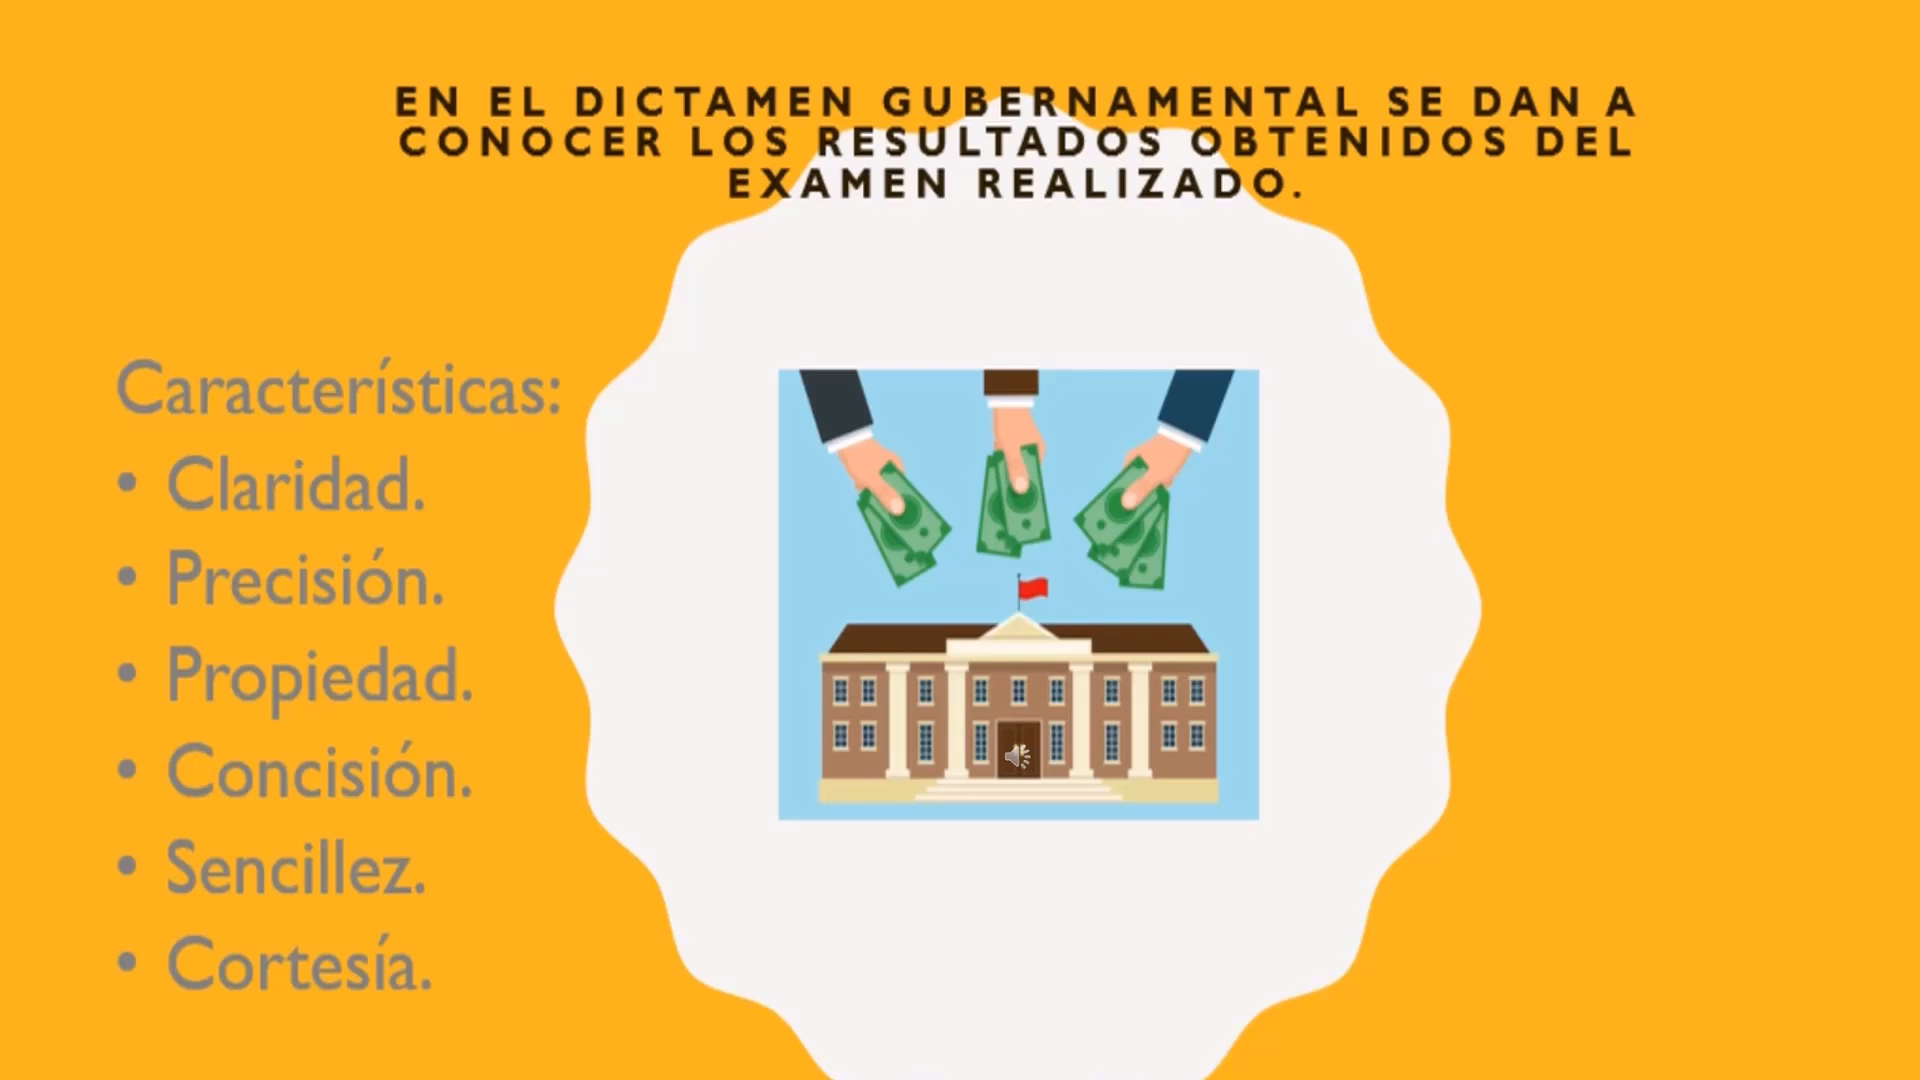 EN EL DICTAMEN GUBERNAMENTAL SE DAN A
CONOCER LOS RESULTADOS OBTENIDOS DEL
EXAMEN REALIZADO.
Características:
• Claridad.
• Precisión.
• Propiedad.
• Concisión.
• Sencillez.
• Cortesía.